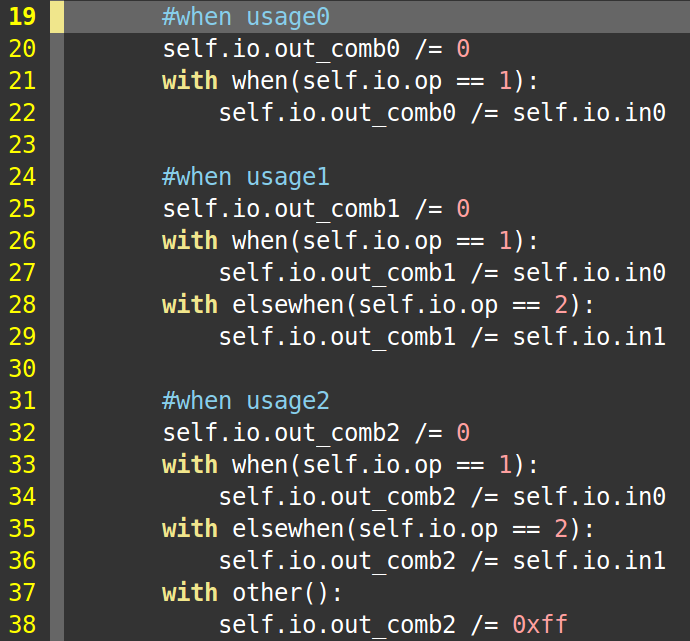 19 #when usage0
20 self.io.out_comb0 /= 0
21 with when(self.io.op == 1):
22 self.io.out_comb0 /= self.io.in0
23
24 #when usage1
25 self.io.out_comb1 /= 0
26 with when(self.io.op == 1):
27 self.io.out_comb1 /= self.io.in0
28 with elsewhen(self.io.op == 2):
29 self.io.out_comb1 /= self.io.in1
30
31 #when usage2
32 self.io.out_comb2 /= 0
33 with when(self.io.op == 1):
34 self.io.out_comb2 /= self.io.in0
35 with elsewhen(self.io.op == 2):
36 self.io.out_comb2 /= self.io.in1
37 with other():
38 self.io.out_comb2 /= 0xff